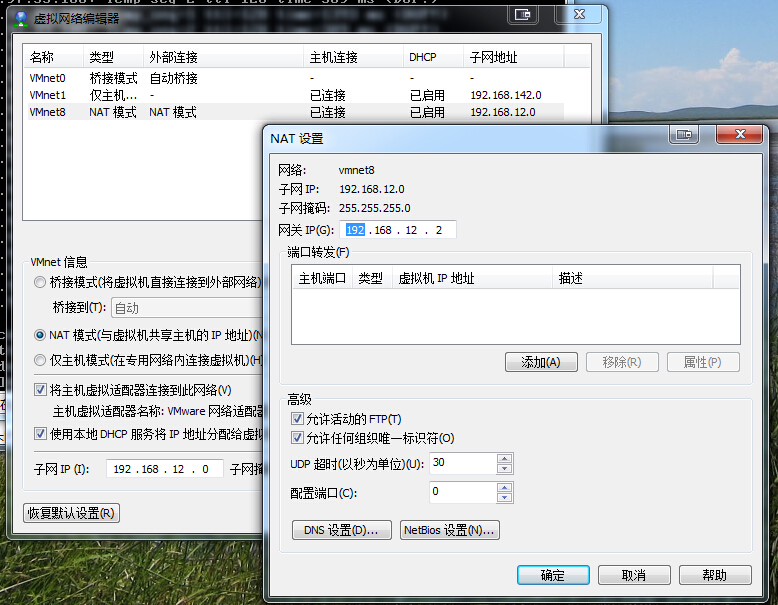 虚拟网络编辑器
名称 类型 外部连接 主机连接 DHCP 子网地址
VMnet0 桥接模式 自动桥接 - - -
VMnet1 仅主机... - 已连接 已启用 192.168.142.0
VMnet8 NAT 模式 NAT 模式 已连接 已启用 192.168.12.0
VMnet 信息
桥接模式(将虚拟机直接连接到外部网络)
桥接到(T): 自动
NAT 模式(与虚拟机共享主机的 IP 地址)(N
仅主机模式(在专用网络内连接虚拟机)(H)
将主机虚拟适配器连接到此网络(V)
主机虚拟适配器名称: VMware 网络适配器
使用本地 DHCP 服务将 IP 地址分配给虚拟
子网 IP (I): 192 . 168 . 12 . 0 子网掩
恢复默认设置(R)
NAT 设置
网络: vmnet8
子网 IP: 192.168.12.0
子网掩码: 255.255.255.0
网关 IP(G): 192 . 168 . 12 . 2
端口转发(F)
主机端口 类型 虚拟机 IP 地址 描述
添加(A) 移除(R) 属性(P)
高级
允许活动的 FTP(T)
允许任何组织唯一标识符(O)
UDP 超时(以秒为单位)(U): 30
配置端口(C): 0
DNS 设置(D)... NetBios 设置(N)...
确定 取消 帮助